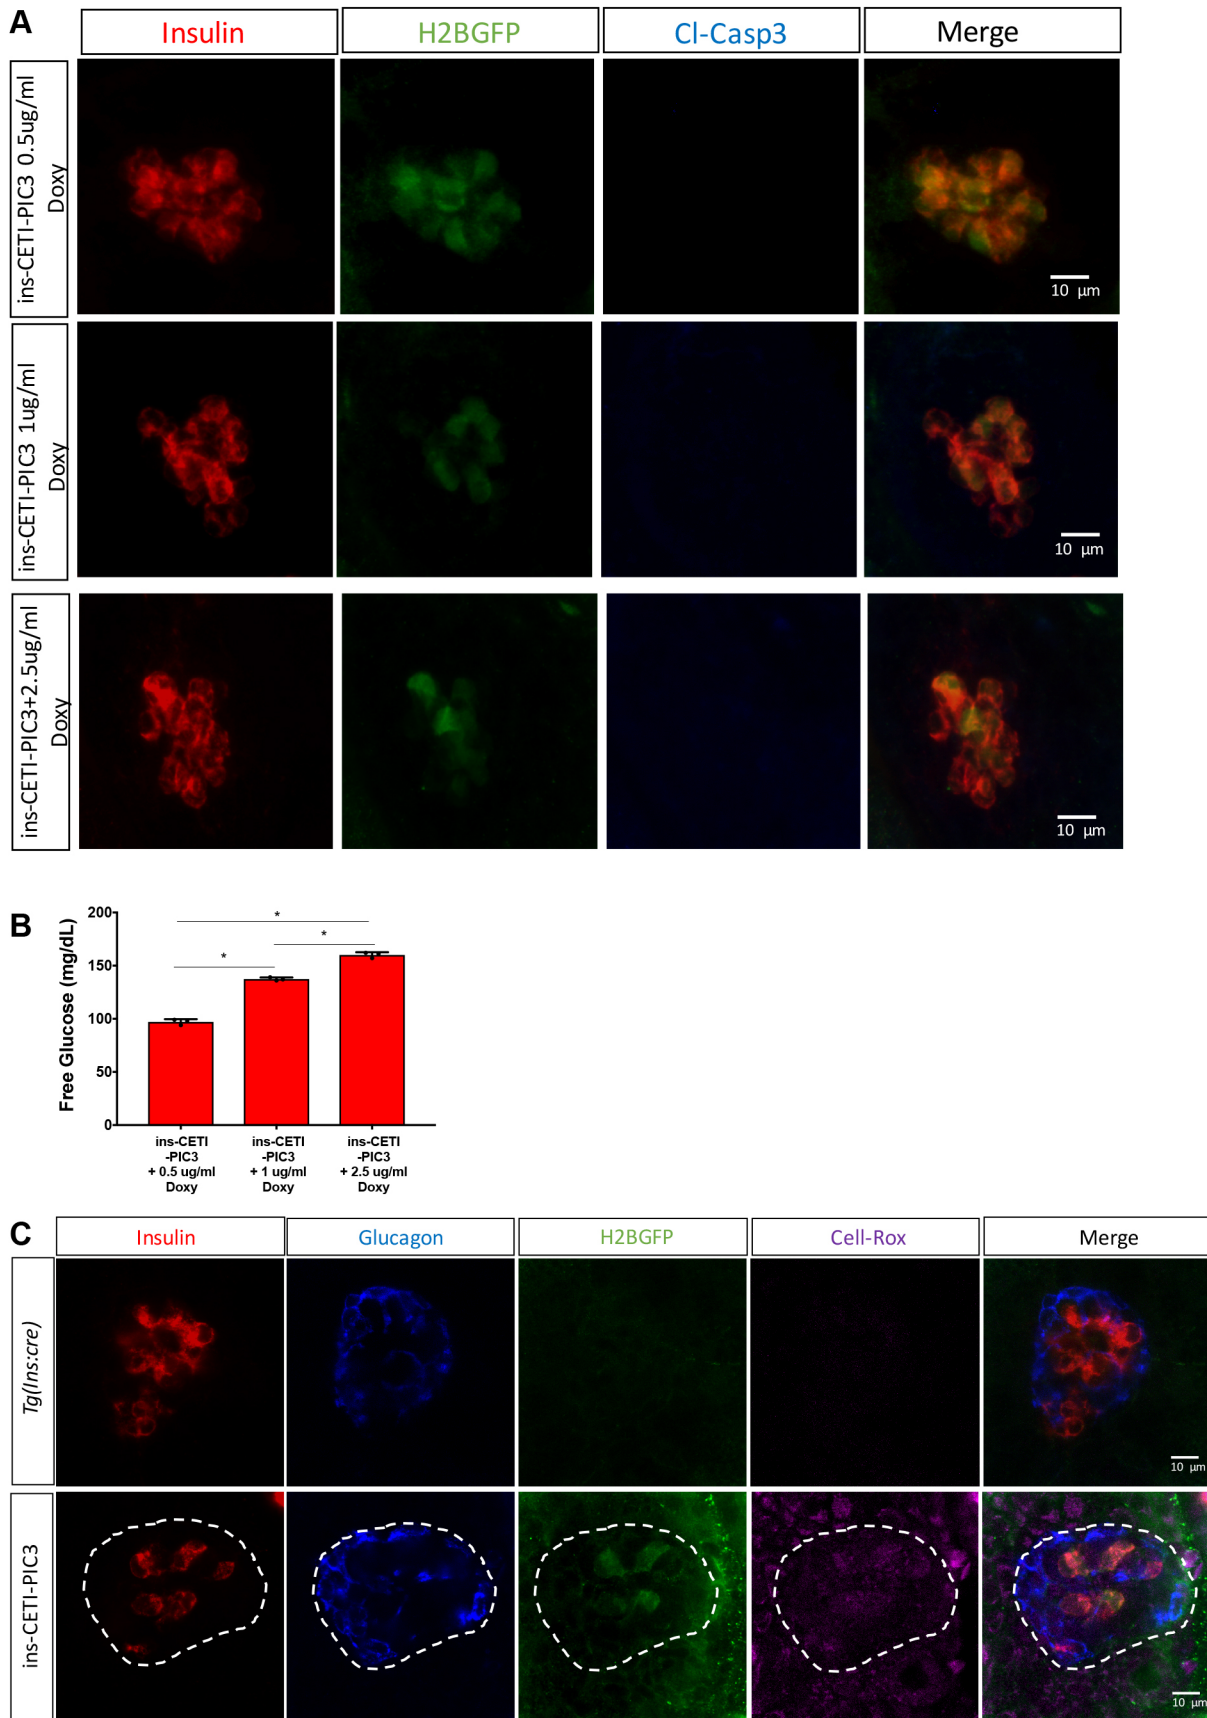 A
Insulin
H2BGFP
Cl-Casp3
Merge
ins-CETI-PIC3 0.5ug/ml
Doxy
10 μm
ins-CETI-PIC3 1ug/ml
Doxy
10 μm
ins-CETI-PIC3+2.5ug/ml
Doxy
10 μm
B
Free Glucose (mg/dL)
200
150
100
50
0
*
*
*
ins-CETI
-PIC3
+ 0.5 ug/ml
Doxy
ins-CETI
-PIC3
+ 1 ug/ml
Doxy
ins-CETI
-PIC3
+ 2.5 ug/ml
Doxy
C
Insulin
Glucagon
H2BGFP
Cell-Rox
Merge
Tg(Ins:cre)
10 μm
ins-CETI-PIC3
10 μm